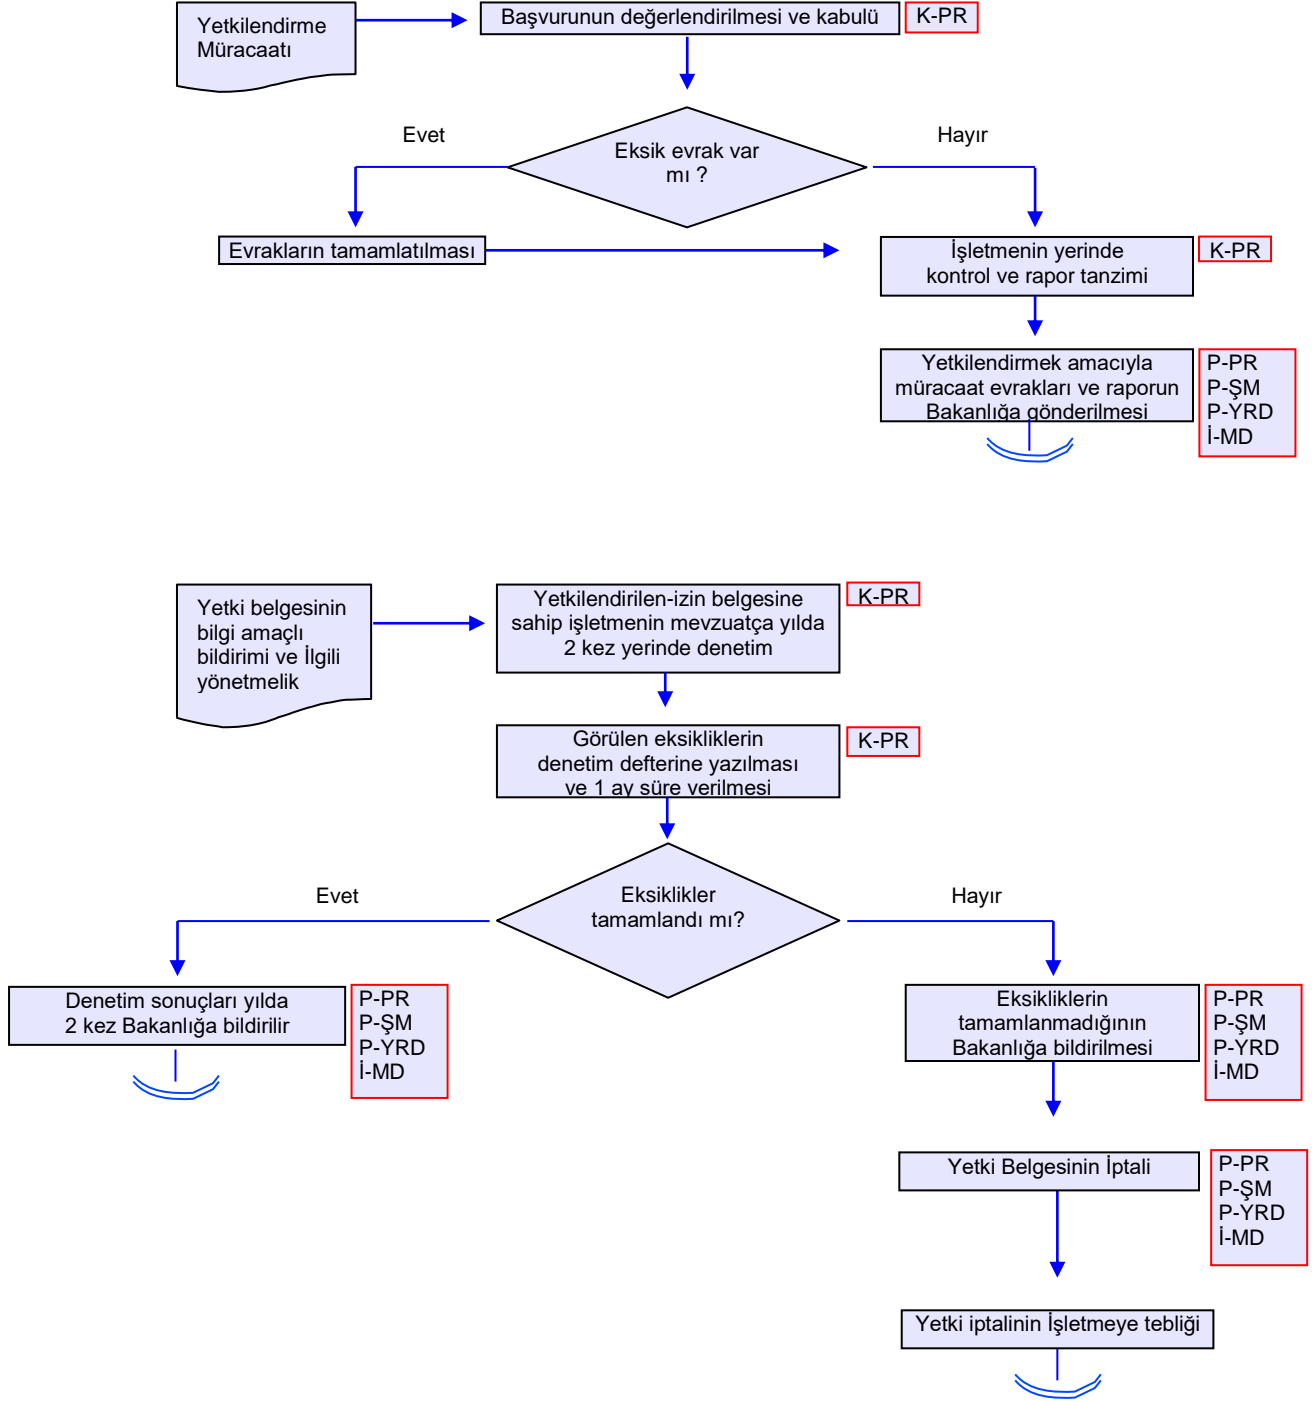 Yetkilendirme
Müracaatı
Başvurunun değerlendirilmesi ve kabulü
K-PR
Evet
Eksik evrak var
mı ?
Hayır
Evrakların tamamlatılması
İşletmenin yerinde
kontrol ve rapor tanzimi
K-PR
Yetkilendirmek amacıyla
müracaat evrakları ve raporun
Bakanlığa gönderilmesi
P-PR
P-ŞM
P-YRD
İ-MD
Yetki belgesinin
bilgi amaçlı
bildirimi ve İlgili
yönetmelik
Yetkilendirilen-izin belgesine
sahip işletmenin mevzuatça yılda
2 kez yerinde denetim
K-PR
Görülen eksikliklerin
denetim defterine yazılması
ve 1 ay süre verilmesi
K-PR
Evet
Eksiklikler
tamamlandı mı?
Hayır
Denetim sonuçları yılda
2 kez Bakanlığa bildirilir
P-PR
P-ŞM
P-YRD
İ-MD
Eksikliklerin
tamamlanmadığının
Bakanlığa bildirilmesi
P-PR
P-ŞM
P-YRD
İ-MD
Yetki Belgesinin İptali
P-PR
P-ŞM
P-YRD
İ-MD
Yetki iptalinin İşletmeye tebliği